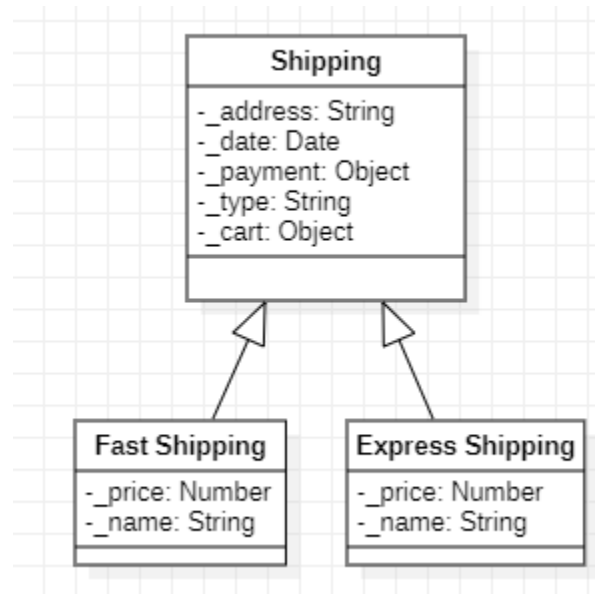 Shipping
-_address: String
-_date: Date
-_payment: Object
-_type: String
-_cart: Object
Fast Shipping
-_price: Number
-_name: String
Express Shipping
-_price: Number
-_name: String